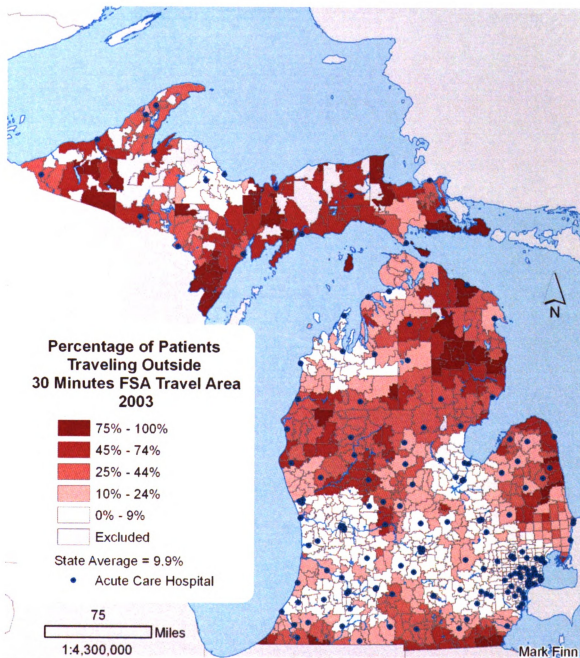 N
Percentage of Patients
Traveling Outside
30 Minutes FSA Travel Area
2003
75% - 100%
45% - 74%
25% - 44%
10% - 24%
0% - 9%
Excluded
State Average = 9.9%
Acute Care Hospital
75
Miles
1:4,300,000
Mark Finn